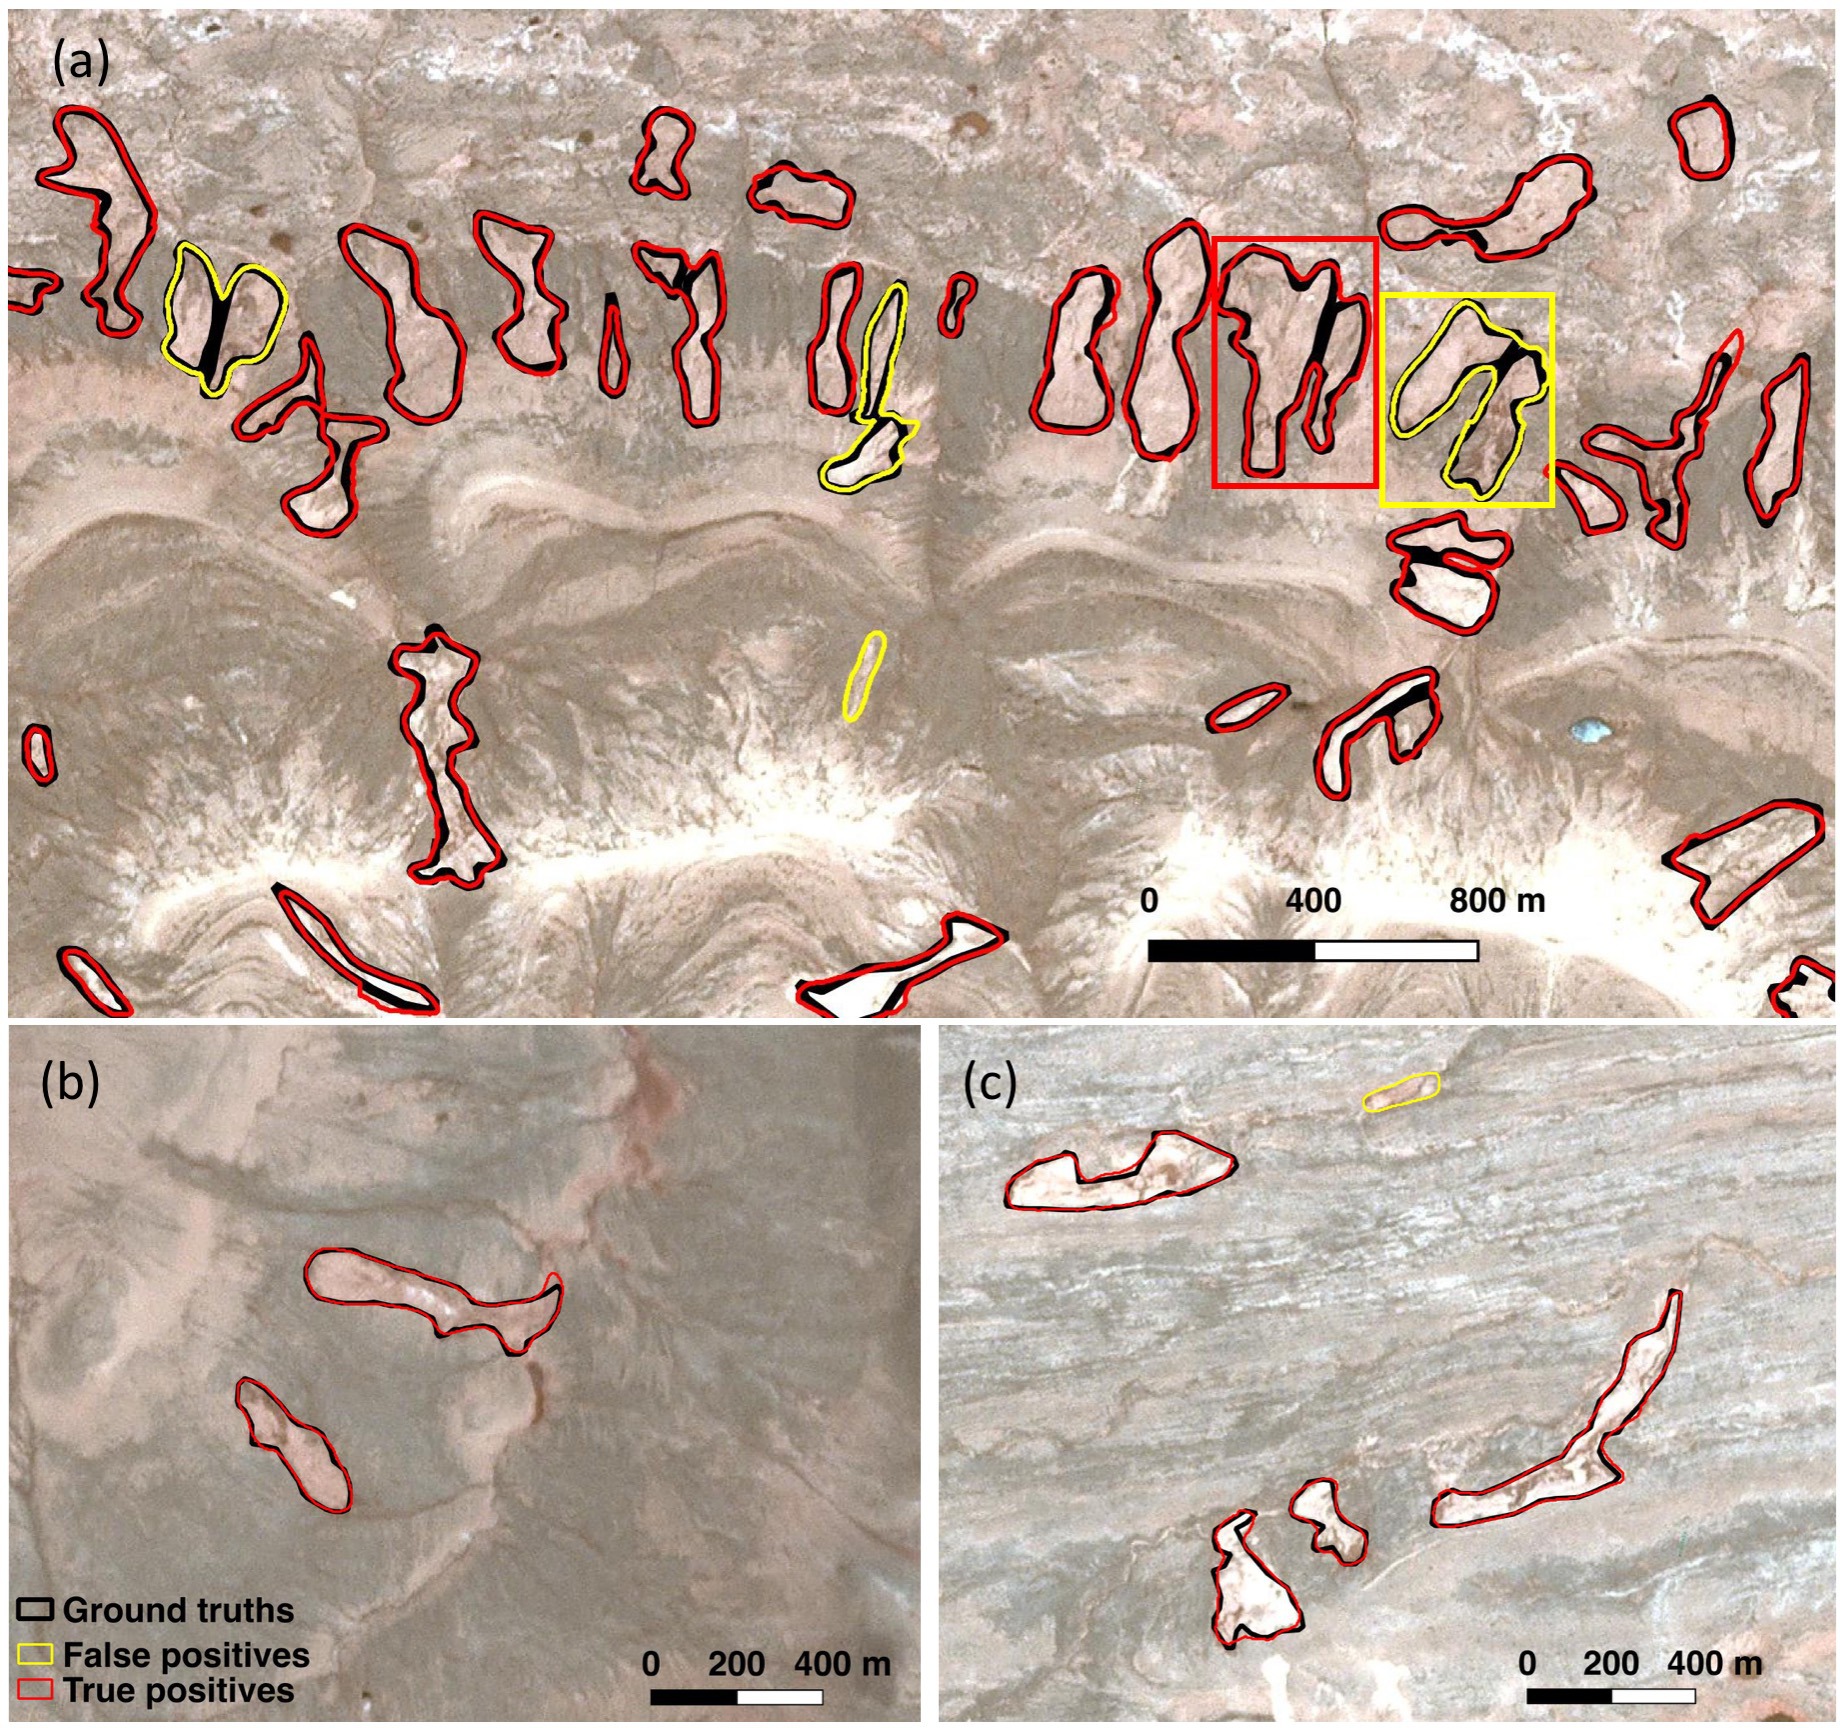 (a)
0 400 800 m
(b)
(c)
Ground truths
False positives
True positives
0 200 400 m
0 200 400 m